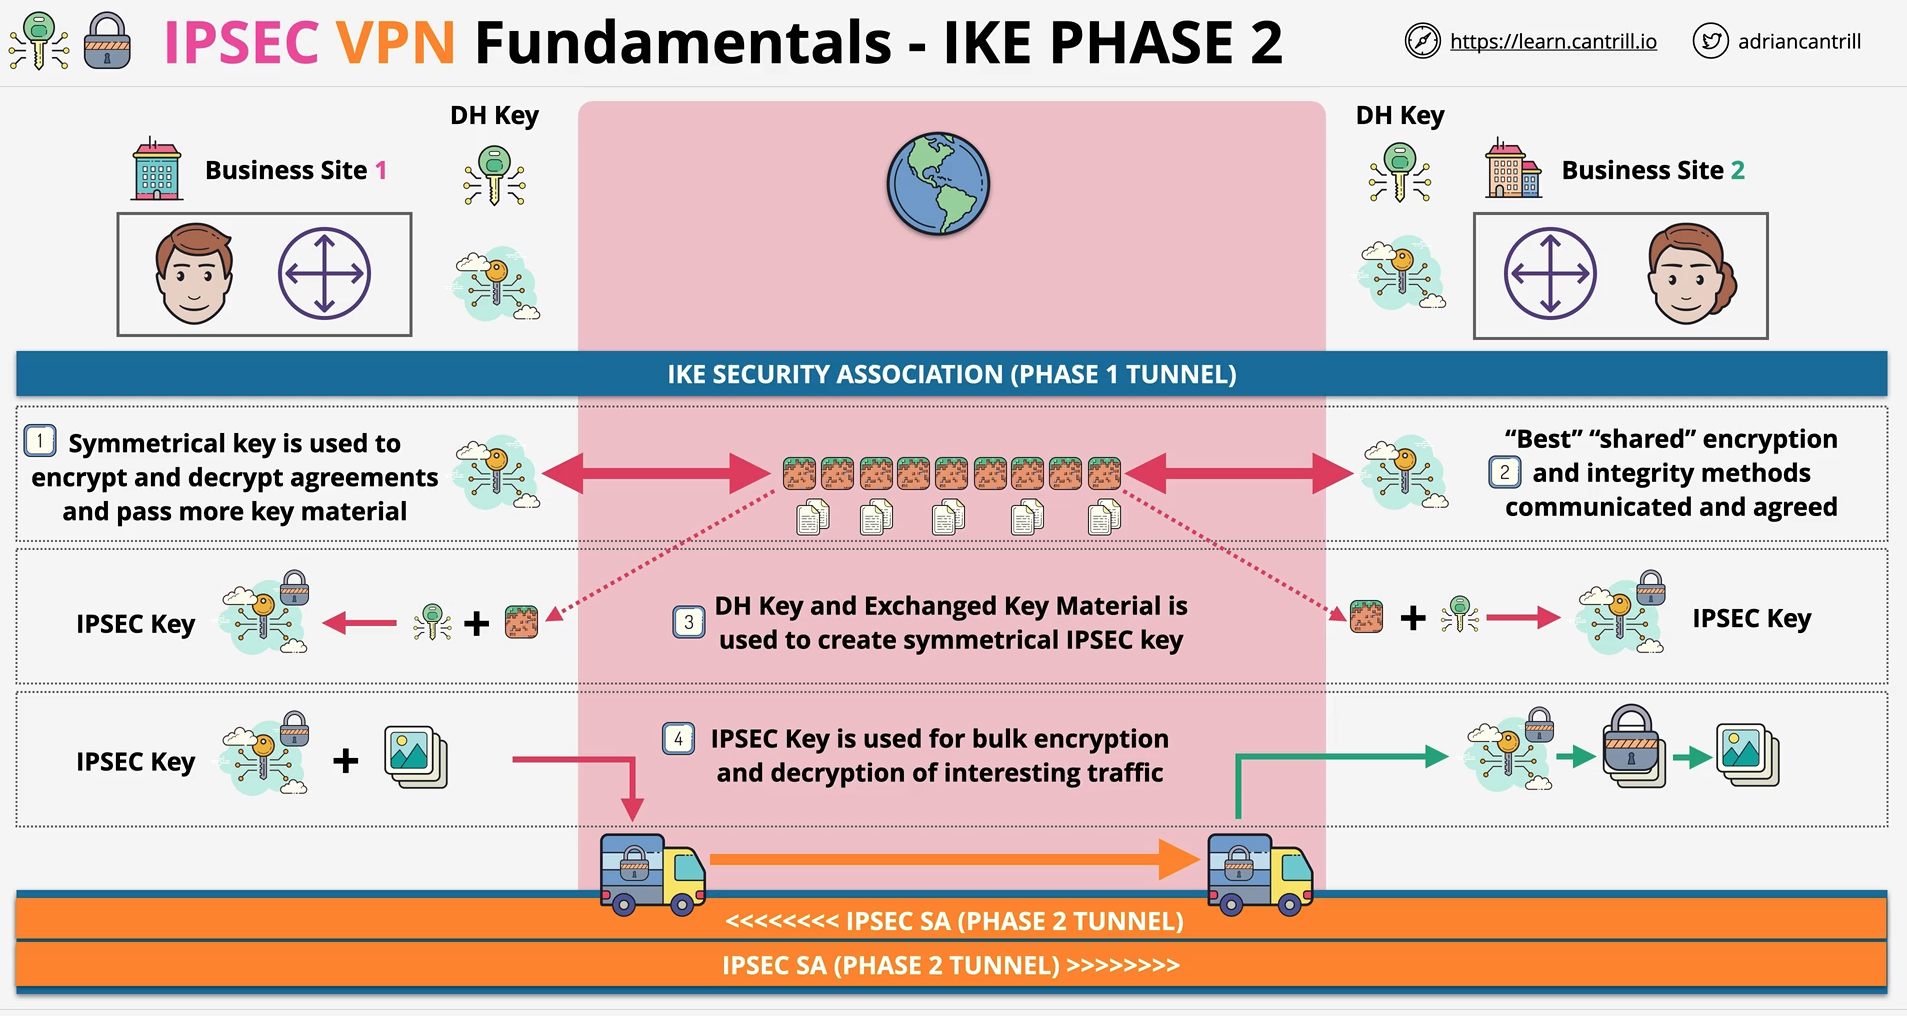 IPSEC VPN Fundamentals - IKE PHASE 2
https://learn.cantrill.io
adriancantrill
DH Key
DH Key
Business Site 1
Business Site 2
IKE SECURITY ASSOCIATION (PHASE 1 TUNNEL)
1
Symmetrical key is used to
encrypt and decrypt agreements
and pass more key material
“Best” “shared” encryption
2
and integrity methods
communicated and agreed
IPSEC Key
+
3
DH Key and Exchanged Key Material is
used to create symmetrical IPSEC key
+
IPSEC Key
IPSEC Key
+
4
IPSEC Key is used for bulk encryption
and decryption of interesting traffic
<<<<<<<< IPSEC SA (PHASE 2 TUNNEL)
IPSEC SA (PHASE 2 TUNNEL) >>>>>>>>